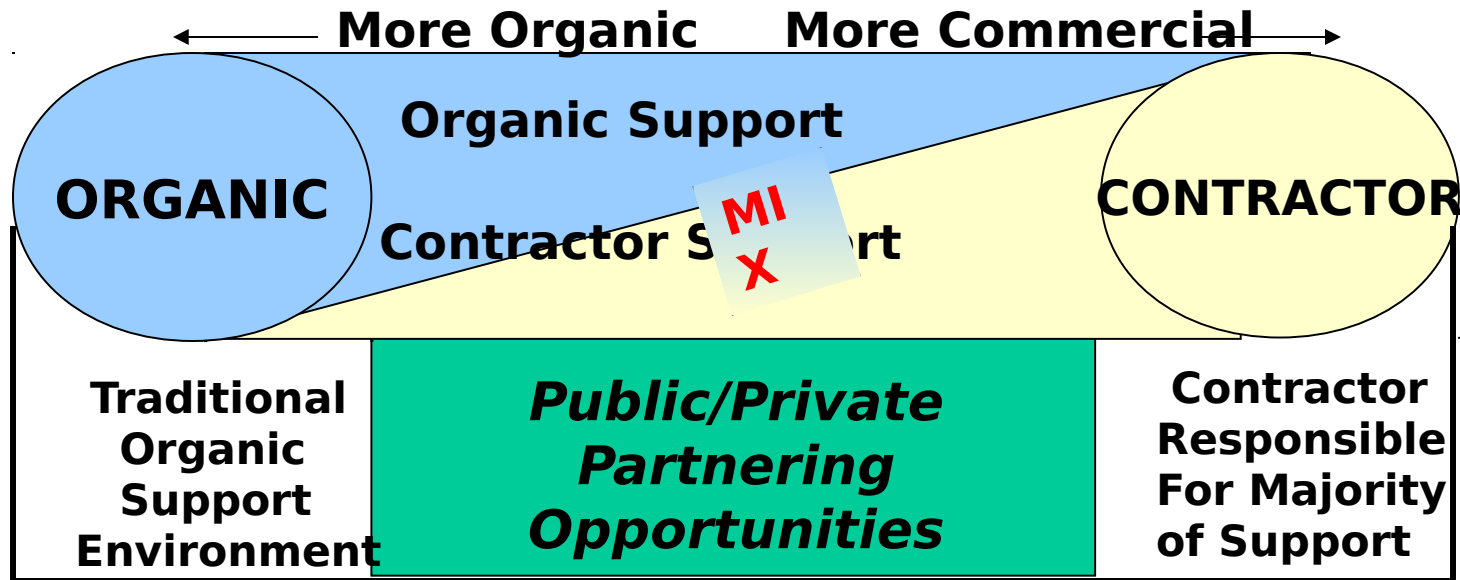 More Organic More Commercial
Organic Support
ORGANIC
CONTRACTOR
MI
X
Contractor S rt
Traditional
Organic
Support
Environment
Public/Private
Partnering
Opportunities
Contractor
Responsible
For Majority
of Support